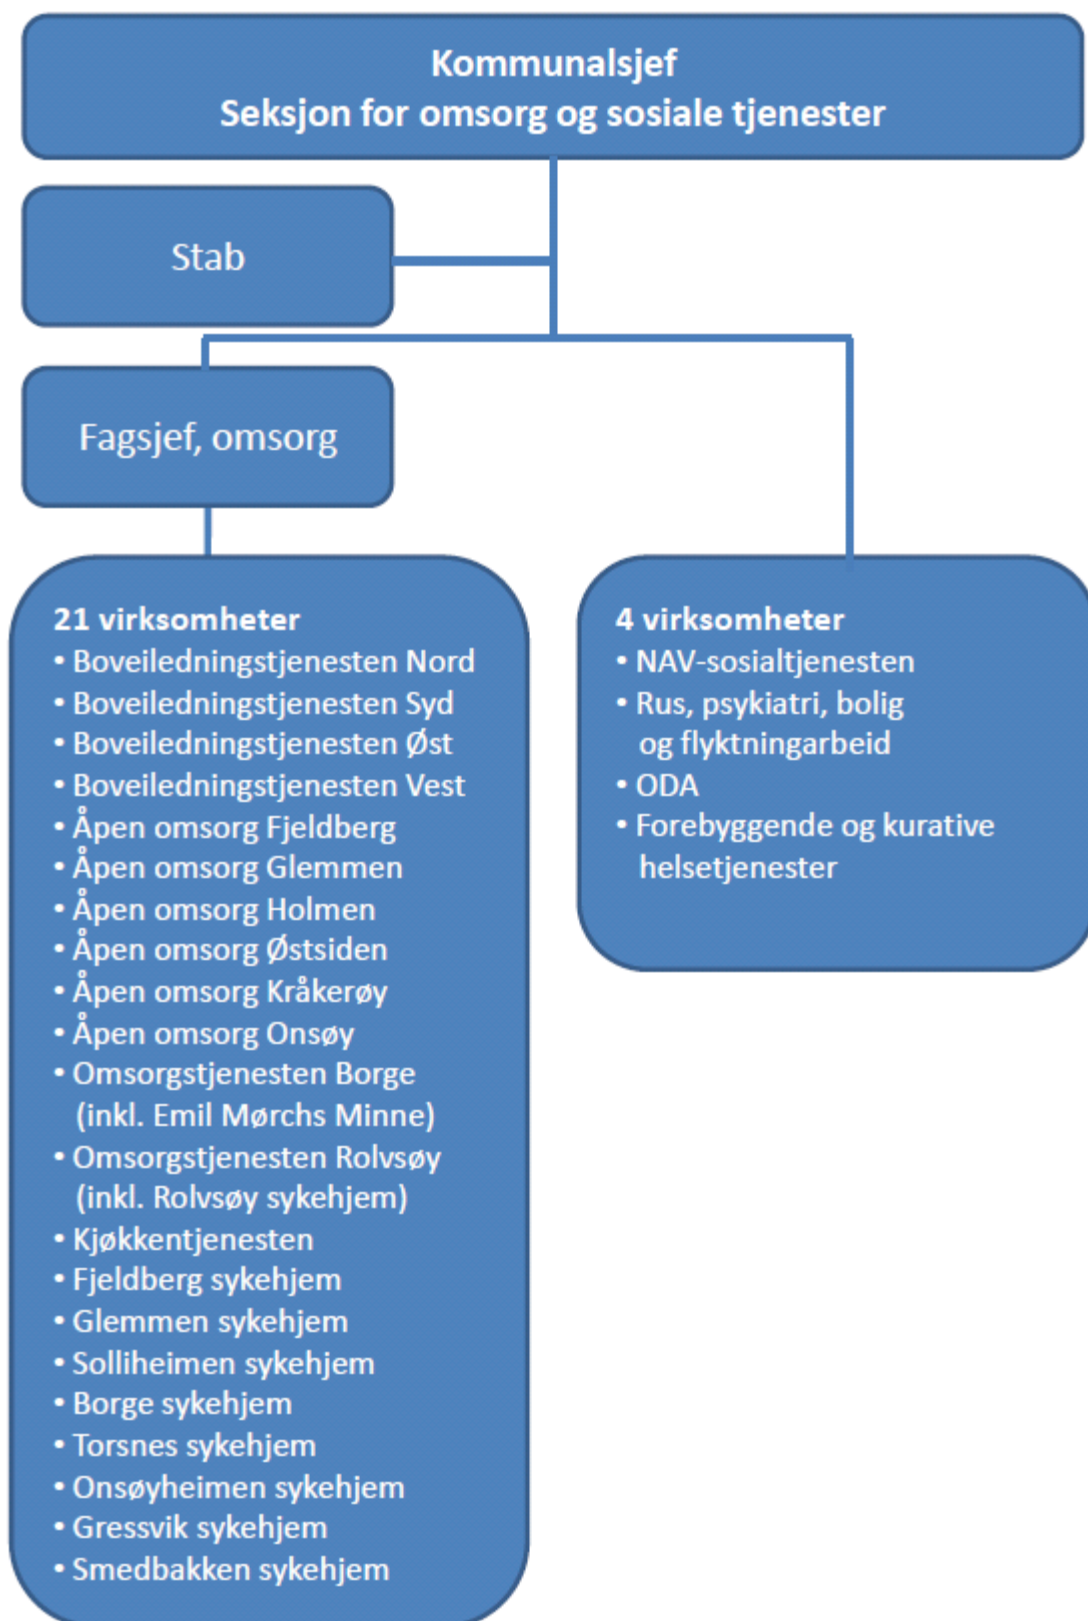 Kommunalsjef
Seksjon for omsorg og sosiale tjenester
Stab
Fagsjef, omsorg
21 virksomheter
• Boveiledningstjenesten Nord
• Boveiledningstjenesten Syd
• Boveiledningstjenesten Øst
• Boveiledningstjenesten Vest
• Åpen omsorg Fjeldberg
• Åpen omsorg Glemmen
• Åpen omsorg Holmen
• Åpen omsorg Østsiden
• Åpen omsorg Kråkerøy
• Åpen omsorg Onsøy
• Omsorgstjenesten Borge
(inkl. Emil Mørchs Minne)
• Omsorgstjenesten Rolvsøy
(inkl. Rolvsøy sykehjem)
• Kjøkkentjenesten
• Fjeldberg sykehjem
• Glemmen sykehjem
• Solliheimen sykehjem
• Borge sykehjem
• Torsnes sykehjem
• Onsøyheimen sykehjem
• Gressvik sykehjem
• Smedbakken sykehjem
4 virksomheter
• NAV-sosialtjenesten
• Rus, psykiatri, bolig
og flyktningarbeid
• ODA
• Forebyggende og kurative
helsetjenester